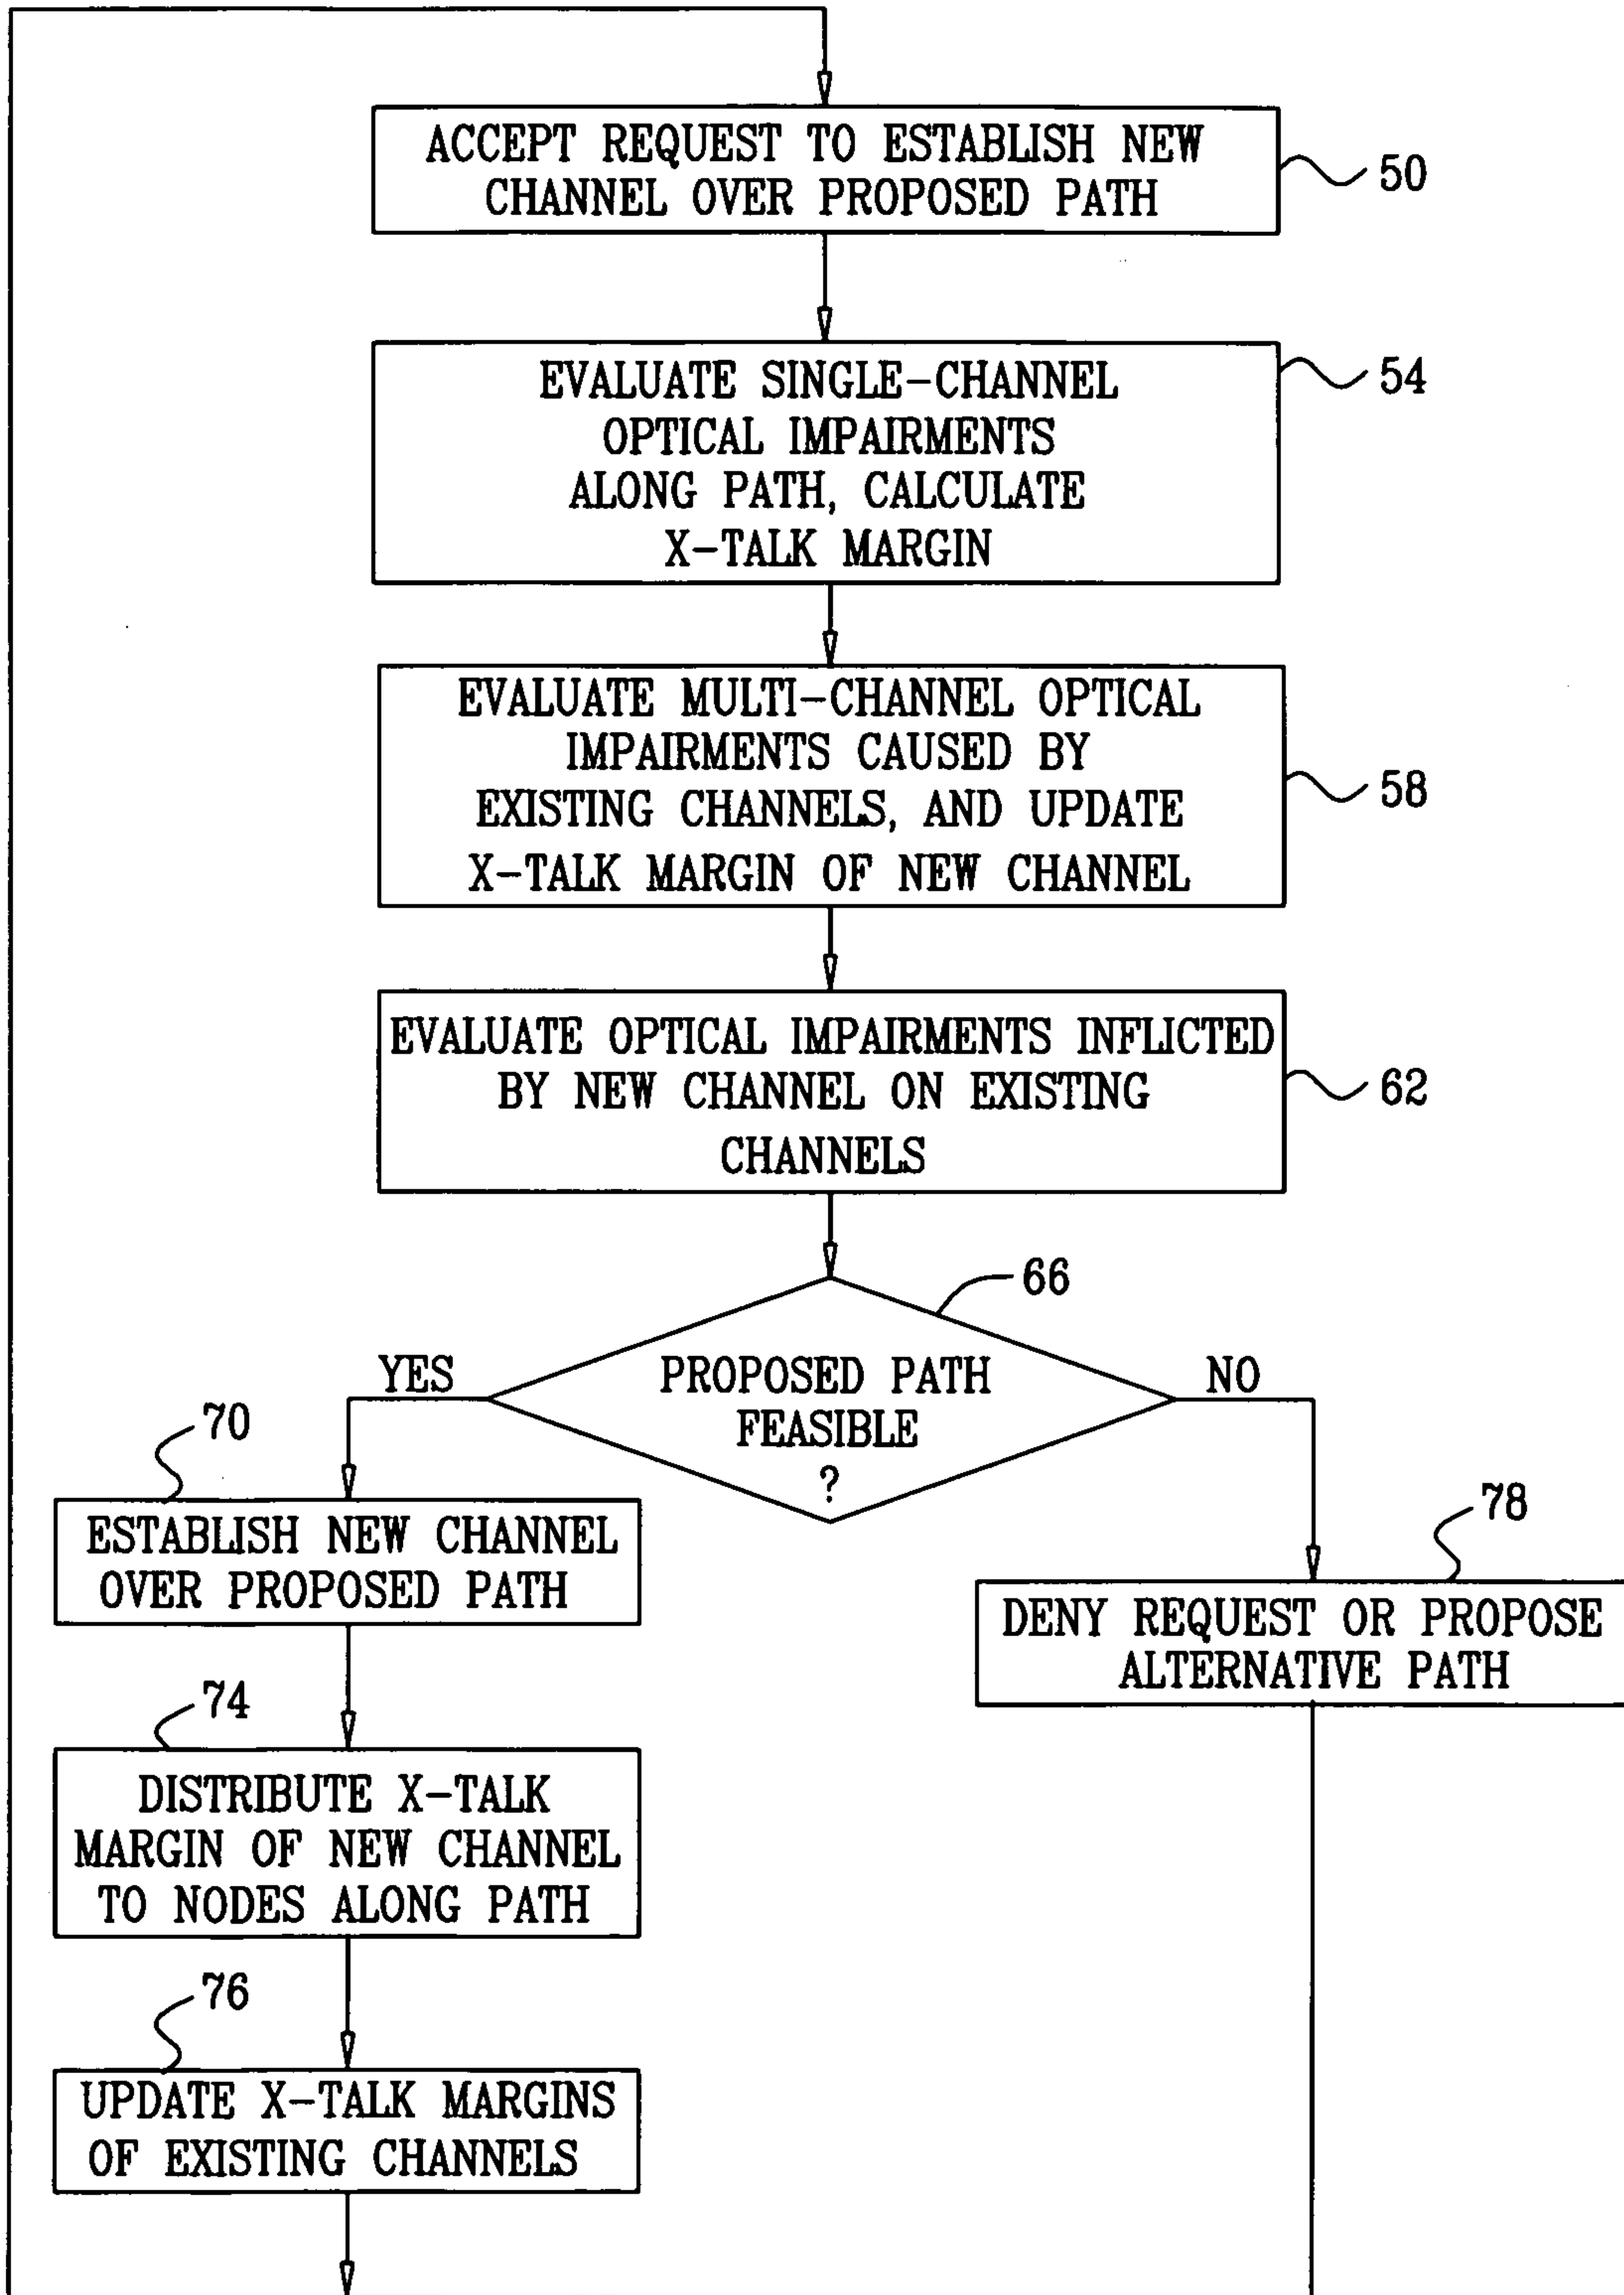 ACCEPT REQUEST TO ESTABLISH NEW
CHANNEL OVER PROPOSED PATH
50
EVALUATE SINGLE-CHANNEL
OPTICAL IMPAIRMENTS
ALONG PATH, CALCULATE
X-TALK MARGIN
54
EVALUATE MULTI-CHANNEL OPTICAL
IMPAIRMENTS CAUSED BY
EXISTING CHANNELS, AND UPDATE
X-TALK MARGIN OF NEW CHANNEL
58
EVALUATE OPTICAL IMPAIRMENTS INFLICTED
BY NEW CHANNEL ON EXISTING
CHANNELS
62
66
YES
PROPOSED PATH
FEASIBLE
?
NO
70
ESTABLISH NEW CHANNEL
OVER PROPOSED PATH
78
DENY REQUEST OR PROPOSE
ALTERNATIVE PATH
74
DISTRIBUTE X-TALK
MARGIN OF NEW CHANNEL
TO NODES ALONG PATH
76
UPDATE X-TALK MARGINS
OF EXISTING CHANNELS